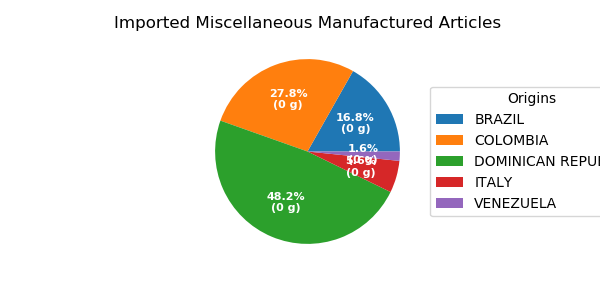 Imported Miscellaneous Manufactured Articles
27.8%
(0 g)
16.8%
(0 g)
1.6%
(0 g)
48.2%
(0 g)
Origins
BRAZIL
COLOMBIA
DOMINICAN REPU
ITALY
VENEZUELA